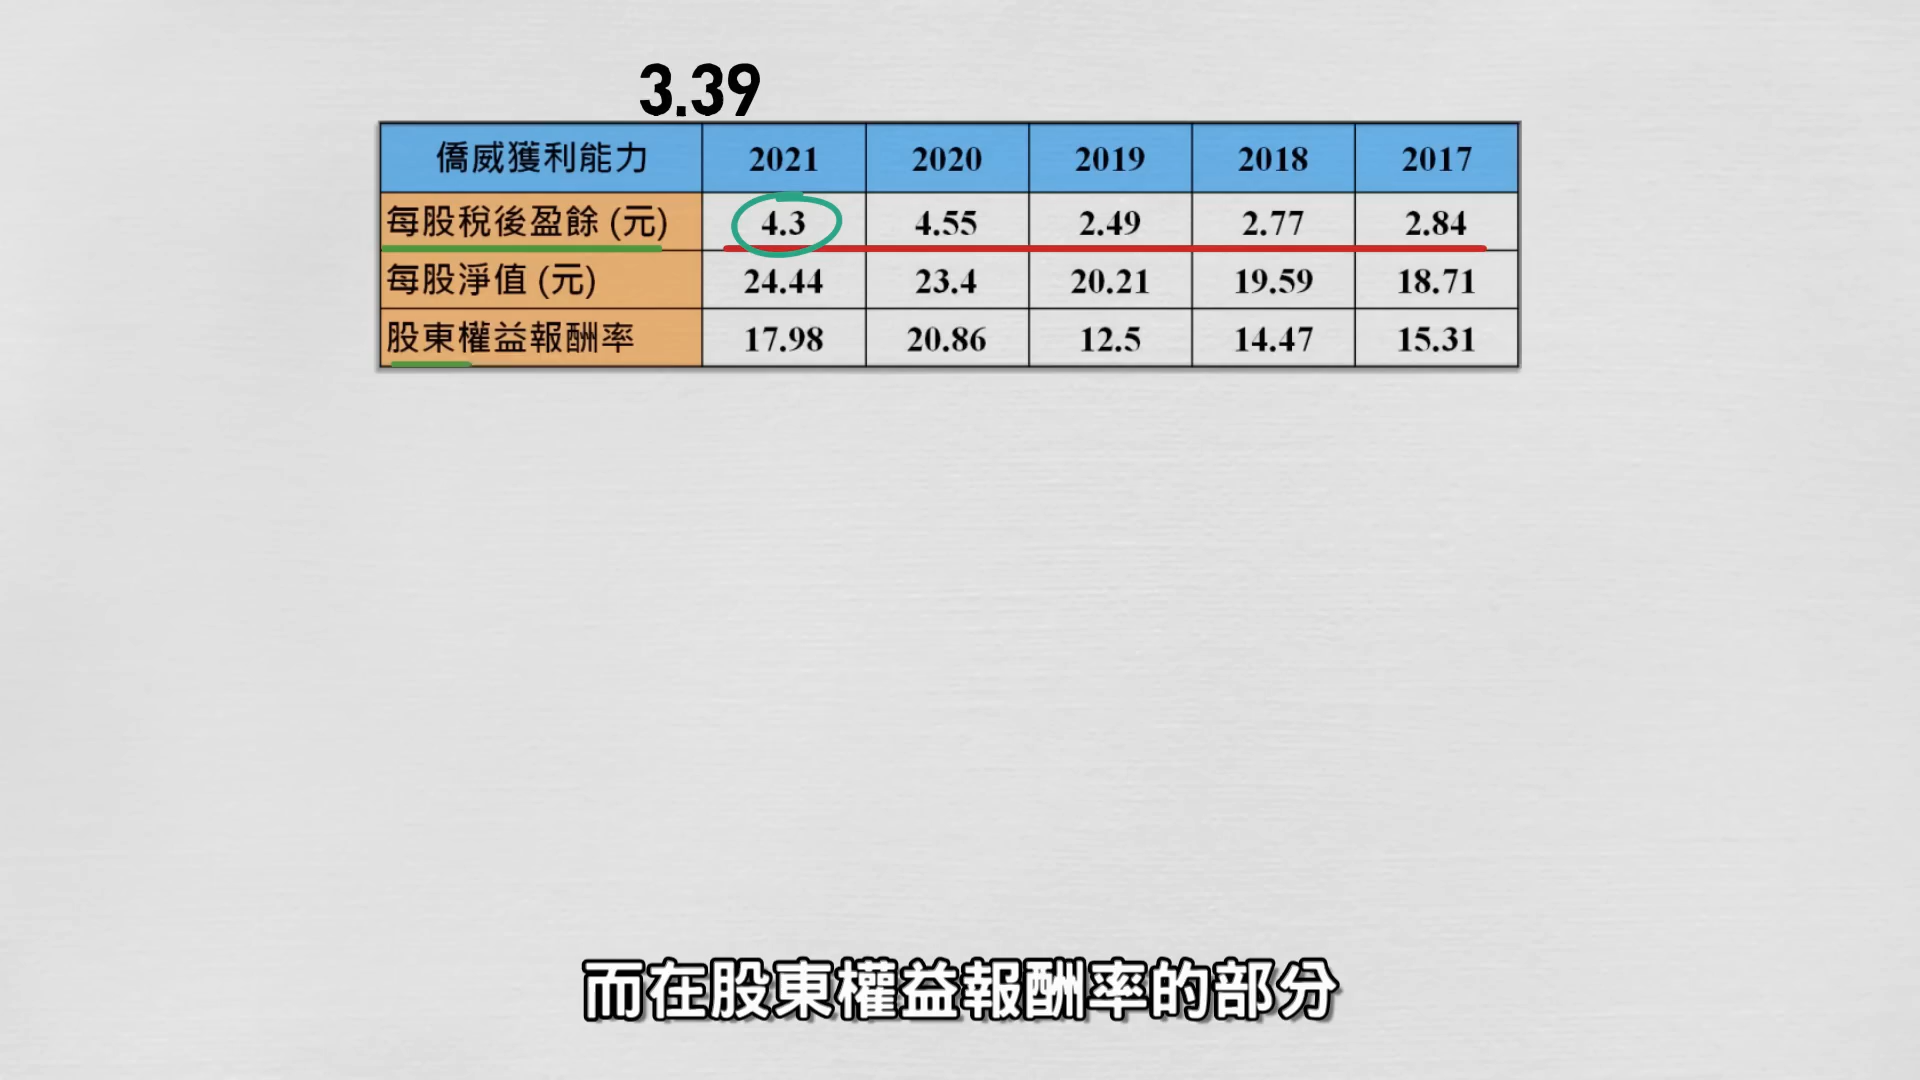 3.39
僑威獲利能力 2021 2020 2019 2018 2017
每股稅後盈餘 (元) 4.3 4.55 2.49 2.77 2.84
每股淨值 (元) 24.44 23.4 20.21 19.59 18.71
股東權益報酬率 17.98 20.86 12.5 14.47 15.31
而在股東權益報酬率的部分